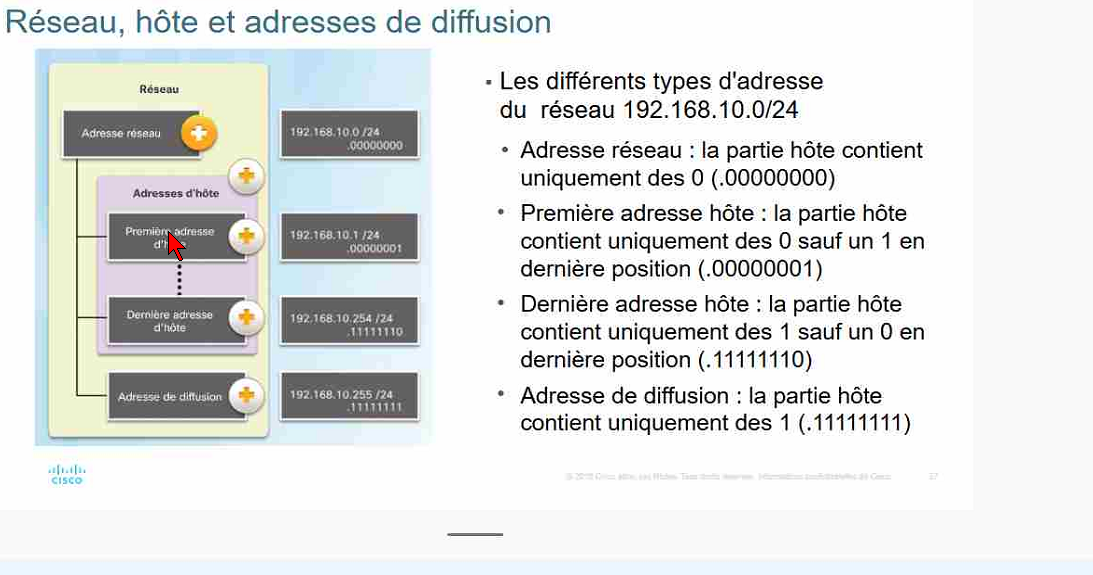 Réseau, hôte et adresses de diffusion
Réseau
Adresse réseau
192.168.10.0 /24
.00000000
Adresses d'hôte
Première adresse
192.168.10.1 /24
.00000001
Dernière adresse
d'hôte
192.168.10.254 /24
.11111110
Adresse de diffusion
192.168.10.255 /24
.11111111
▪ Les différents types d'adresse
du réseau 192.168.10.0/24
• Adresse réseau : la partie hôte contient
uniquement des 0 (.00000000)
• Première adresse hôte : la partie hôte
contient uniquement des 0 sauf un 1 en
dernière position (.00000001)
• Dernière adresse hôte : la partie hôte
contient uniquement des 1 sauf un 0 en
dernière position (.11111110)
• Adresse de diffusion : la partie hôte
contient uniquement des 1 (.11111111)
CISCO